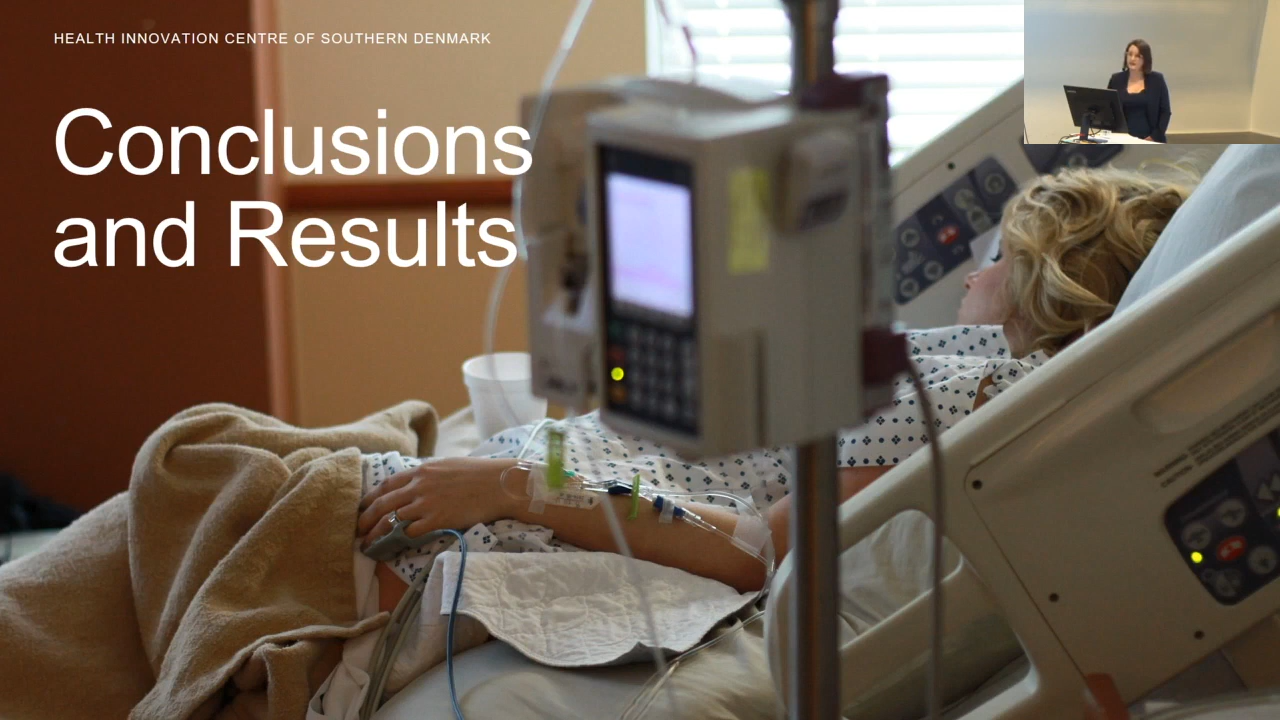 HEALTH INNOVATION CENTRE OF SOUTHERN DENMARK
Conclusions
and Results